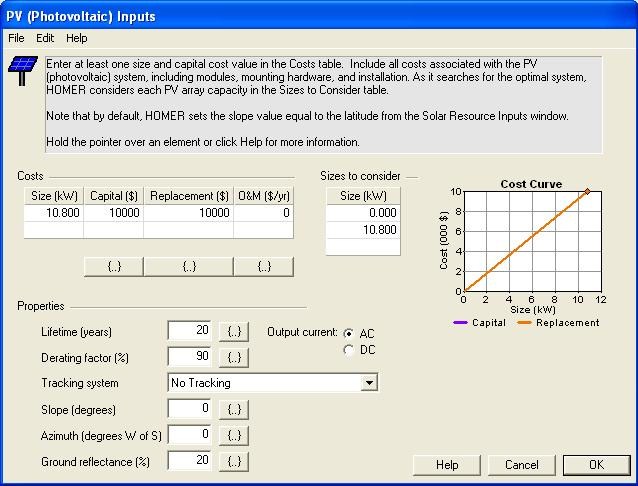 PV (Photovoltaic) Inputs
File Edit Help
Enter at least one size and capital cost value in the Costs table. Include all costs associated with the PV
(photovoltaic) system, including modules, mounting hardware, and installation. As it searches for the optimal system,
HOMER considers each PV array capacity in the Sizes to Consider table.
Note that by default, HOMER sets the slope value equal to the latitude from the Solar Resource Inputs window.
Hold the pointer over an element or click Help for more information.
Costs
Size (kW) Capital ($) Replacement ($) O&M ($/yr)
10.800 10000 10000 0
{..} {..} {..}
Sizes to consider
Size (kW)
0.000
10.800
Cost Curve
Cost (000 $)
10
8
6
4
2
0
0 2 4 6 8 10 12
Size (kW)
Capital Replacement
Properties
Lifetime (years) 20 {..}
Derating factor (%) 90 {..}
Tracking system No Tracking
Slope (degrees) 0 {..}
Azimuth (degrees W of S) 0 {..}
Ground reflectance (%) 20 {..}
Output current: AC
DC
Help Cancel OK